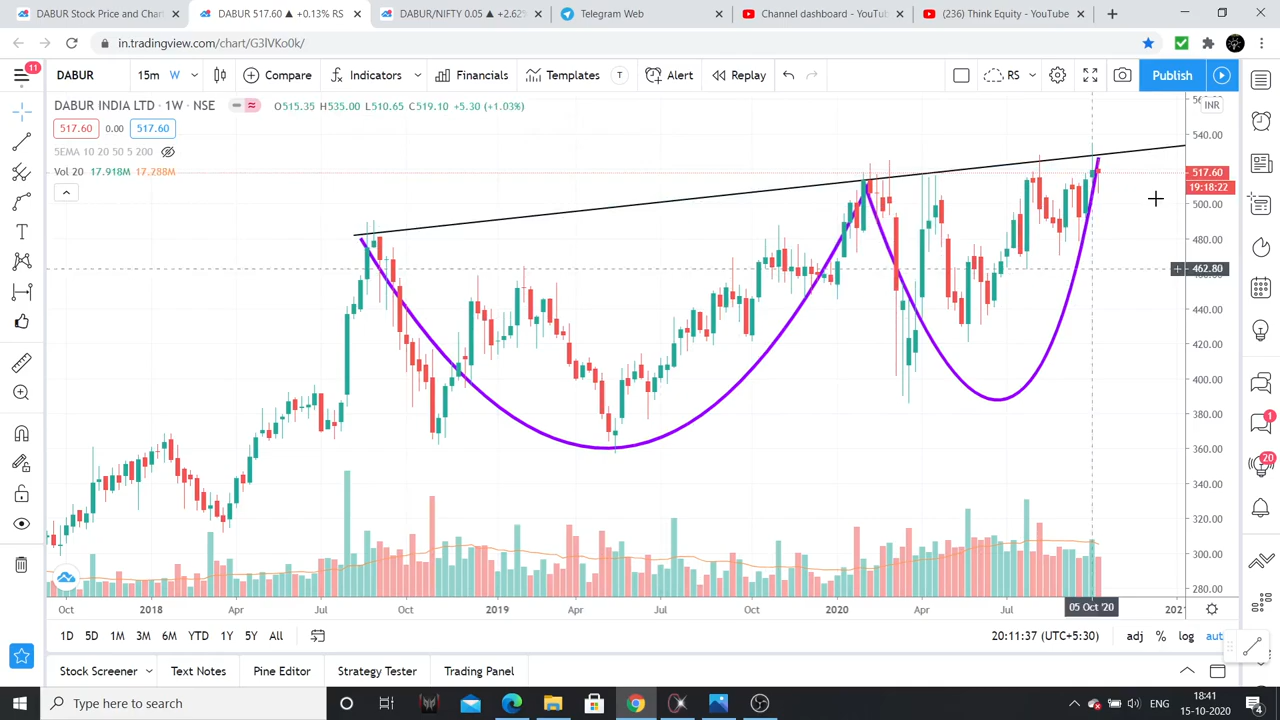 DABUR Stock Price and Chart
DABUR 517.60 ▲ +0.13% RS
DABUR/NIFTY 0.05 ▲ +2.62%
Telegram Web
Channel dashboard - YouTube
(236) Think Equity - YouTube
in.tradingview.com/chart/G3lVKo0k/
11
DABUR
15m
W
Compare
Indicators
Financials
Templates
T
Alert
Replay
RS
Publish
DABUR INDIA LTD · 1W · NSE
O515.35 H535.00 L510.65 C519.10 +5.30 (+1.03%)
INR
517.60 0.00 517.60
5EMA 10 20 50 5 200
Vol 20 17.918M 17.288M
540.00
517.60
19:18:22
500.00
480.00
462.80
440.00
420.00
400.00
380.00
360.00
340.00
320.00
300.00
280.00
1
20
Oct 2018 Apr Jul Oct 2019 Apr Jul Oct 2020 Apr Jul 05 Oct '20 2021
1D 5D 1M 3M 6M YTD 1Y 5Y All
20:11:37 (UTC+5:30) adj % log auto
Stock Screener Text Notes Pine Editor Strategy Tester Trading Panel
Type here to search
ENG
18:41
15-10-2020
4